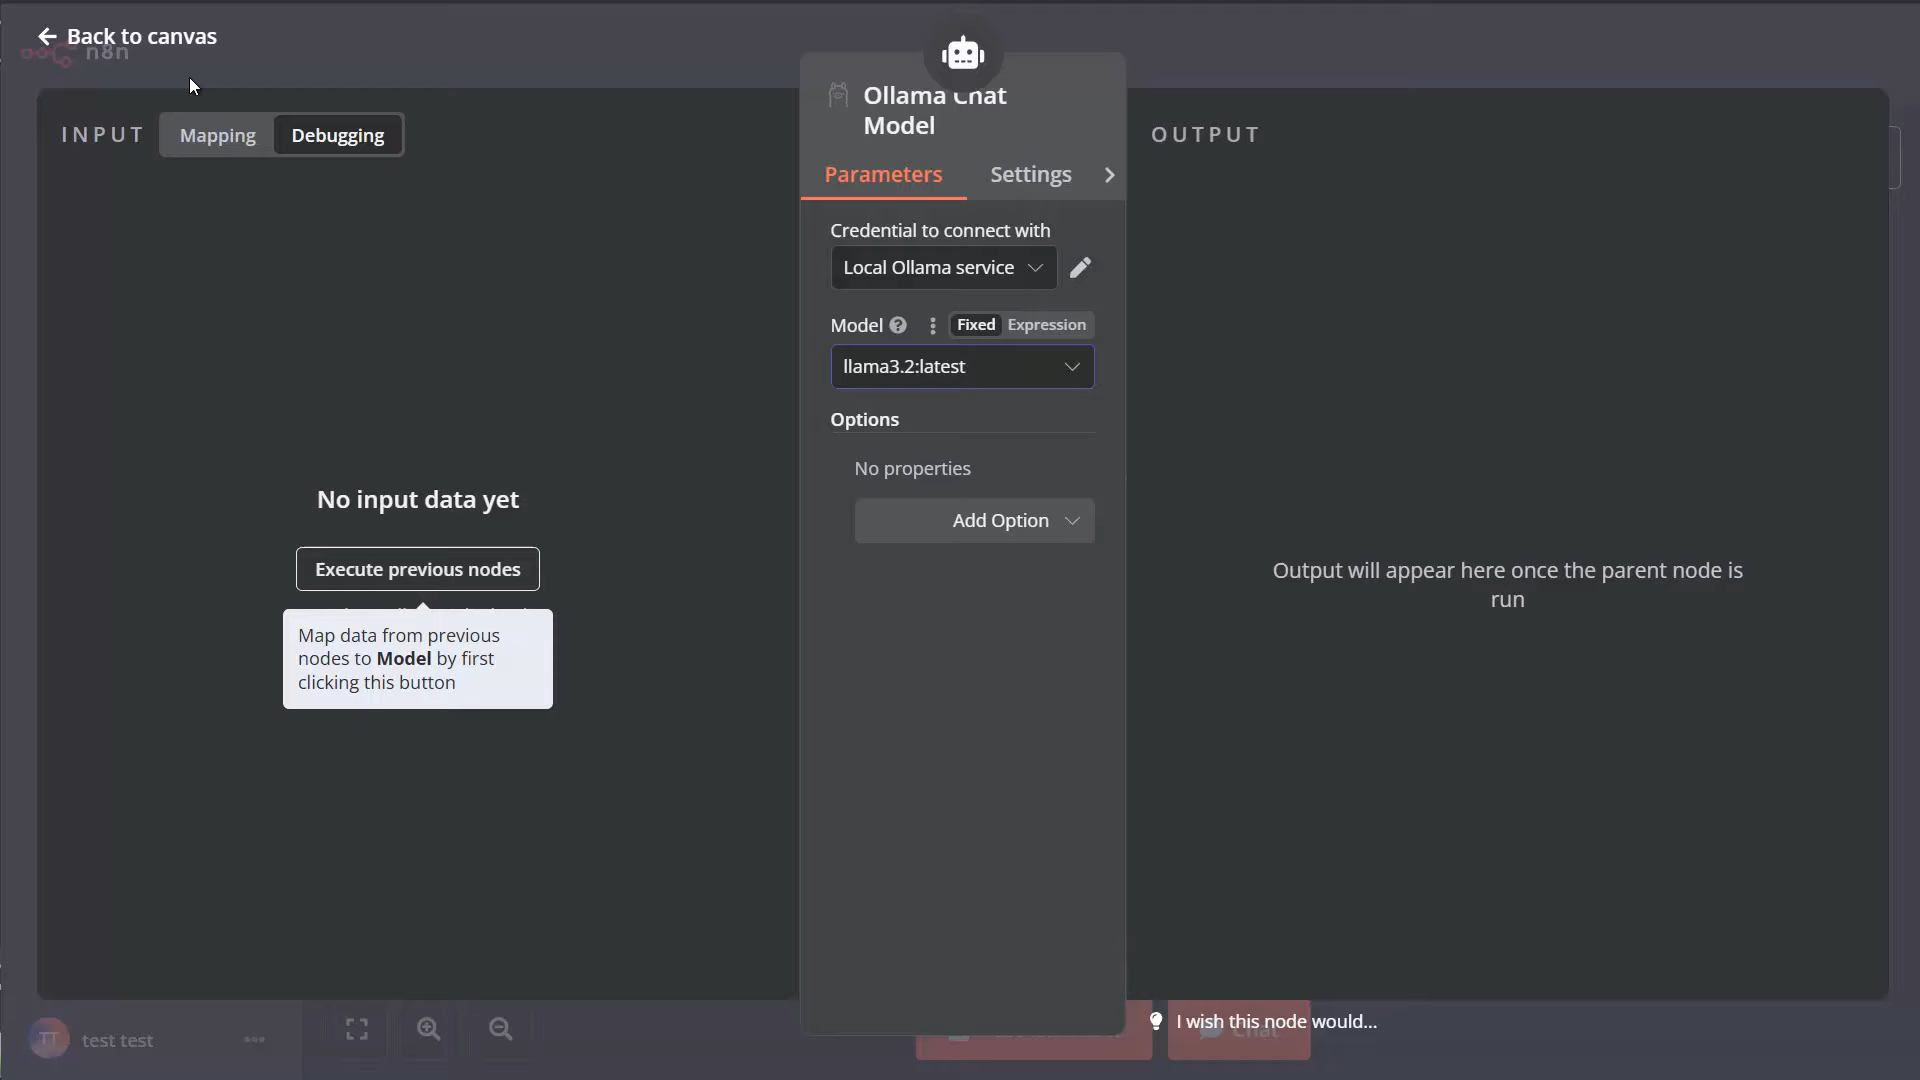 Back to canvas
n8n
INPUT
Mapping
Debugging
Ollama Chat
Model
OUTPUT
Parameters
Settings
Credential to connect with
Local Ollama service
Model
Fixed
Expression
llama3.2:latest
Options
No properties
Add Option
No input data yet
Execute previous nodes
Map data from previous
nodes to Model by first
clicking this button
Output will appear here once the parent node is
run
TT
test test
I wish this node would...
Chat